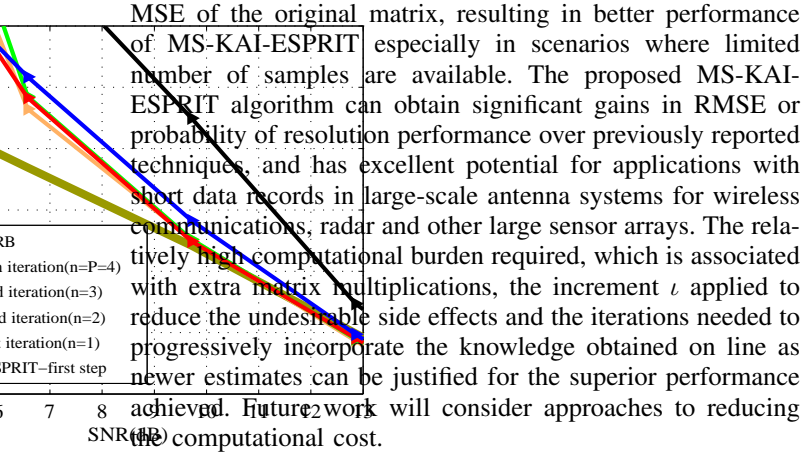 MSE of the original matrix, resulting in better performance
of MS-KAI-ESPRIT especially in scenarios where limited
number of samples are available. The proposed MS-KAI-
ESPRIT algorithm can obtain significant gains in RMSE or
probability of resolution performance over previously reported
techniques, and has excellent potential for applications with
short data records in large-scale antenna systems for wireless
communications, radar and other large sensor arrays. The rela-
tively high computational burden required, which is associated
with extra matrix multiplications, the increment ι applied to
reduce the undesirable side effects and the iterations needed to
progressively incorporate the knowledge obtained on line as
newer estimates can be justified for the superior performance
achieved. Future work will consider approaches to reducing
the computational cost.
RB
iteration(n=P=4)
iteration(n=3)
iteration(n=2)
iteration(n=1)
SPRIT−first step
7 8 9 10 11 12 13
SNR(dB)